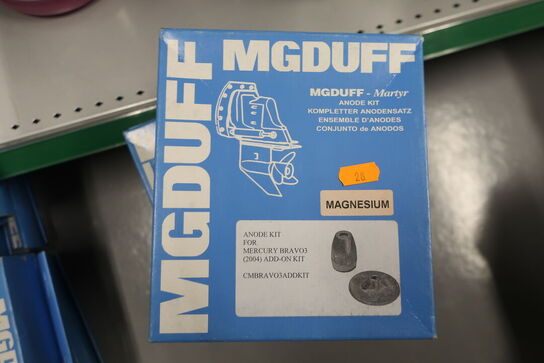 MGDUFF
MGDUFF
MGDUFF - Martyr
ANODE KIT
KOMPLETTER ANODENSATZ
ENSEMBLE D'ANODES
CONJUNTO de ANODOS
28
MAGNESIUM
ANODE KIT
FOR
MERCURY BRAVO3
(2004) ADD-ON KIT
CMBRAVO3ADDKIT
MG